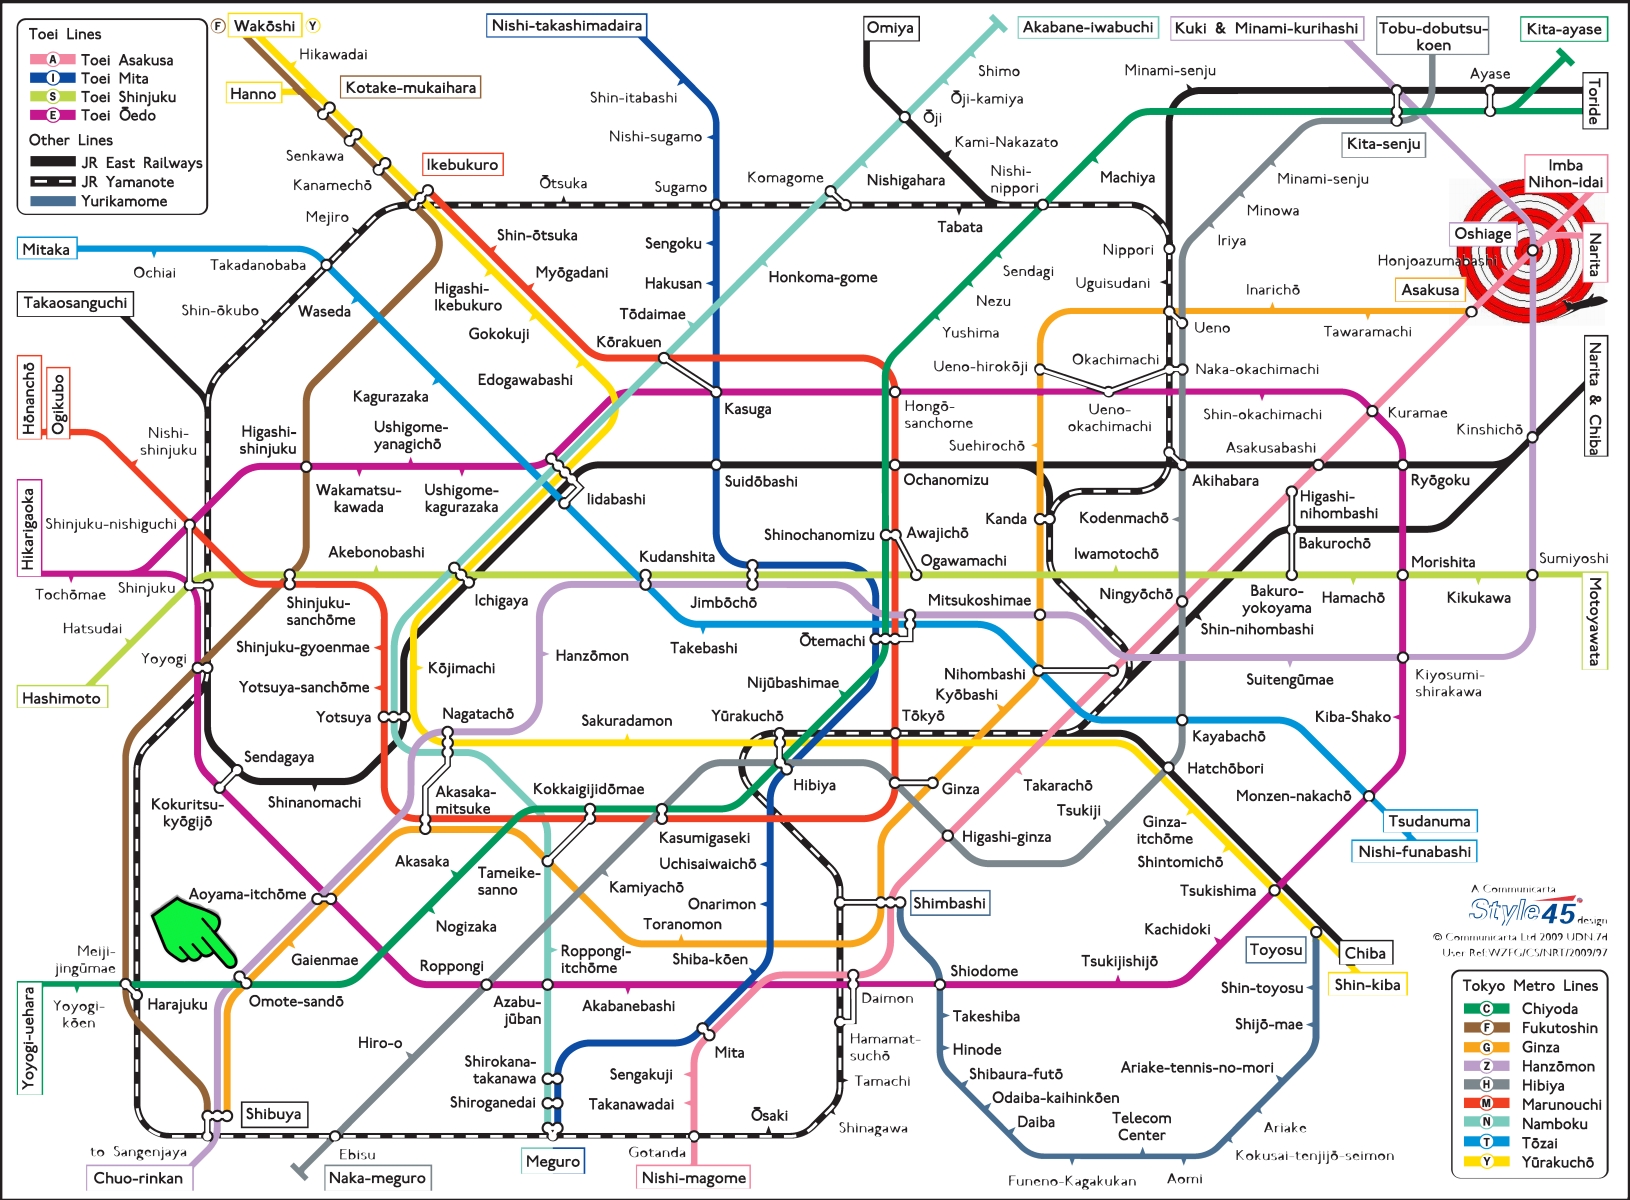 Toei Lines
A Toei Asakusa
I Toei Mita
S Toei Shinjuku
E Toei Ōedo
Other Lines
JR East Railways
JR Yamanote
Yurikamome
F Wakōshi Y
Hikawadai
Hanno
Kotake-mukaihara
Senkawa
Kanamechō
Mejiro
Ikebukuro
Nishi-takashimadaira
Shin-itabashi
Nishi-sugamo
Ōtsuka
Sugamo
Omiya
Akabane-iwabuchi
Shimo
Ōji-kamiya
Ōji
Kami-Nakazato
Komagome
Nishigahara
Nishi-
nippori
Tabata
Kuki & Minami-kurihashi
Tobu-dobutsu-
koen
Kita-ayase
Minami-senju
Ayase
Toride
Kita-senju
Machiya
Minami-senju
Minowa
Iriya
Imba
Nihon-idai
Oshiage
Narita
Honjoazumabashi
Asakusa
Mitaka
Ochiai
Takadanobaba
Takaosanguchi
Shin-ōkubo
Waseda
Shin-ōtsuka
Myōgadani
Higashi-
Ikebukuro
Gokokuji
Edogawabashi
Sengoku
Hakusan
Tōdaimae
Kōrakuen
Honkoma-gome
Sendagi
Nezu
Yushima
Nippori
Uguisudani
Inarichō
Tawaramachi
Ueno
Ueno-hirokōji
Okachimachi
Naka-okachimachi
Ueno-
okachimachi
Shin-okachimachi
Kuramae
Kinshichō
Narita & Chiba
Hōnanchō
Ogikubo
Nishi-
shinjuku
Higashi-
shinjuku
Kagurazaka
Ushigome-
yanagichō
Wakamatsu-
kawada
Ushigome-
kagurazaka
Iidabashi
Kasuga
Suidōbashi
Hongō-
sanchome
Ochanomizu
Suehirochō
Asakusabashi
Akihabara
Ryōgoku
Hikarigaoka
Shinjuku-nishiguchi
Tochōmae
Shinjuku
Akebonobashi
Shinjuku-
sanchōme
Ichigaya
Kudanshita
Jimbōchō
Shinochanomizu
Awajichō
Ogawamachi
Kanda
Kodenmachō
Iwamotochō
Higashi-
nihombashi
Bakurochō
Bakuro-
yokoyama
Hamachō
Morishita
Kikukawa
Sumiyoshi
Motoyawata
Hatsudai
Hashimoto
Yoyogi
Shinjuku-gyoenmae
Yotsuya-sanchōme
Yotsuya
Kōjimachi
Hanzōmon
Takebashi
Ōtemachi
Mitsukoshimae
Ningyōchō
Shin-nihombashi
Nihombashi
Kyōbashi
Nijūbashimae
Suitengūmae
Kiyosumi-
shirakawa
Kiba-Shako
Sendagaya
Shinanomachi
Kokuritsu-
kyōgijō
Nagatachō
Sakuradamon
Yūrakuchō
Tōkyō
Kayabachō
Hatchōbori
Akasaka-
mitsuke
Kokkaigijidōmae
Hibiya
Ginza
Takarachō
Tsukiji
Monzen-nakachō
Tsudanuma
Nishi-funabashi
Akasaka
Tameike-
sanno
Kasumigaseki
Uchisaiwaichō
Onarimon
Higashi-ginza
Ginza-
itchōme
Shintomichō
Tsukishima
Aoyama-itchōme
Nogizaka
Kamiyachō
Toranomon
Shimbashi
Kachidoki
Toyosu
Chiba
Shin-kiba
A Communicarta
Style 45 design
© Communicarta Ltd 2009 UDN.7d
User Ref:WZFG/CS/NRT/2009/97
Meiji-
jingūmae
Gaienmae
Roppongi
Roppongi-
itchōme
Shiba-kōen
Shiodome
Tsukijishijō
Shin-toyosu
Shijō-mae
Yoyogi-uehara
Yoyogi-
kōen
Harajuku
Omote-sandō
Azabu-
jūban
Akabanebashi
Daimon
Takeshiba
Hinode
Shibaura-futō
Odaiba-kaihinkōen
Daiba
Telecom
Center
Ariake-tennis-no-mori
Ariake
Kokusai-tenjijō-seimon
Aomi
Funeno-Kagakukan
Hiro-o
Mita
Hamamat-
suchō
Tamachi
Shirokana-
takanawa
Shiroganedai
Sengakuji
Takanawadai
Ōsaki
Shinagawa
Shibuya
to Sangenjaya
Chuo-rinkan
Ebisu
Naka-meguro
Meguro
Gotanda
Nishi-magome
Tokyo Metro Lines
C Chiyoda
F Fukutoshin
G Ginza
Z Hanzōmon
H Hibiya
M Marunouchi
N Namboku
T Tōzai
Y Yūrakuchō